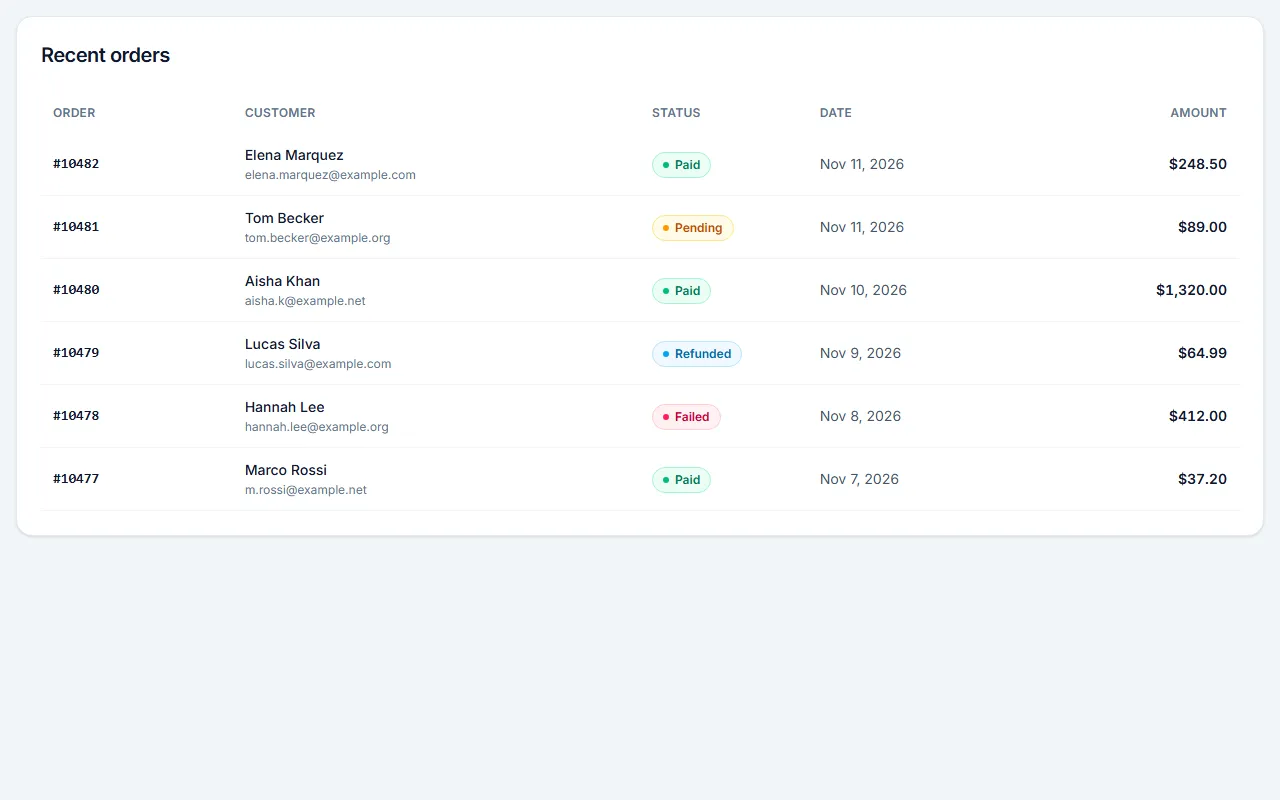 Recent orders
ORDER CUSTOMER STATUS DATE AMOUNT
#10482 Elena Marquez Paid Nov 11, 2026 $248.50
elena.marquez@example.com
#10481 Tom Becker Pending Nov 11, 2026 $89.00
tom.becker@example.org
#10480 Aisha Khan Paid Nov 10, 2026 $1,320.00
aisha.k@example.net
#10479 Lucas Silva Refunded Nov 9, 2026 $64.99
lucas.silva@example.com
#10478 Hannah Lee Failed Nov 8, 2026 $412.00
hannah.lee@example.org
#10477 Marco Rossi Paid Nov 7, 2026 $37.20
m.rossi@example.net